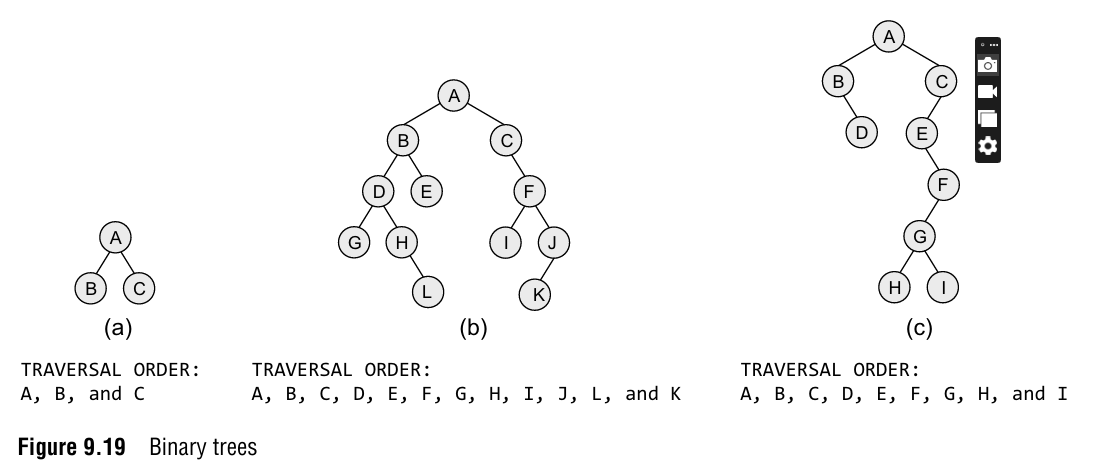 A
B C
(a)
A
B C
D E F
G H I J
L K
(b)
A
B C
D E
F
G
H I
(c)
TRAVERSAL ORDER:
A, B, and C
TRAVERSAL ORDER:
A, B, C, D, E, F, G, H, I, J, L, and K
TRAVERSAL ORDER:
A, B, C, D, E, F, G, H, and I
Figure 9.19 Binary trees